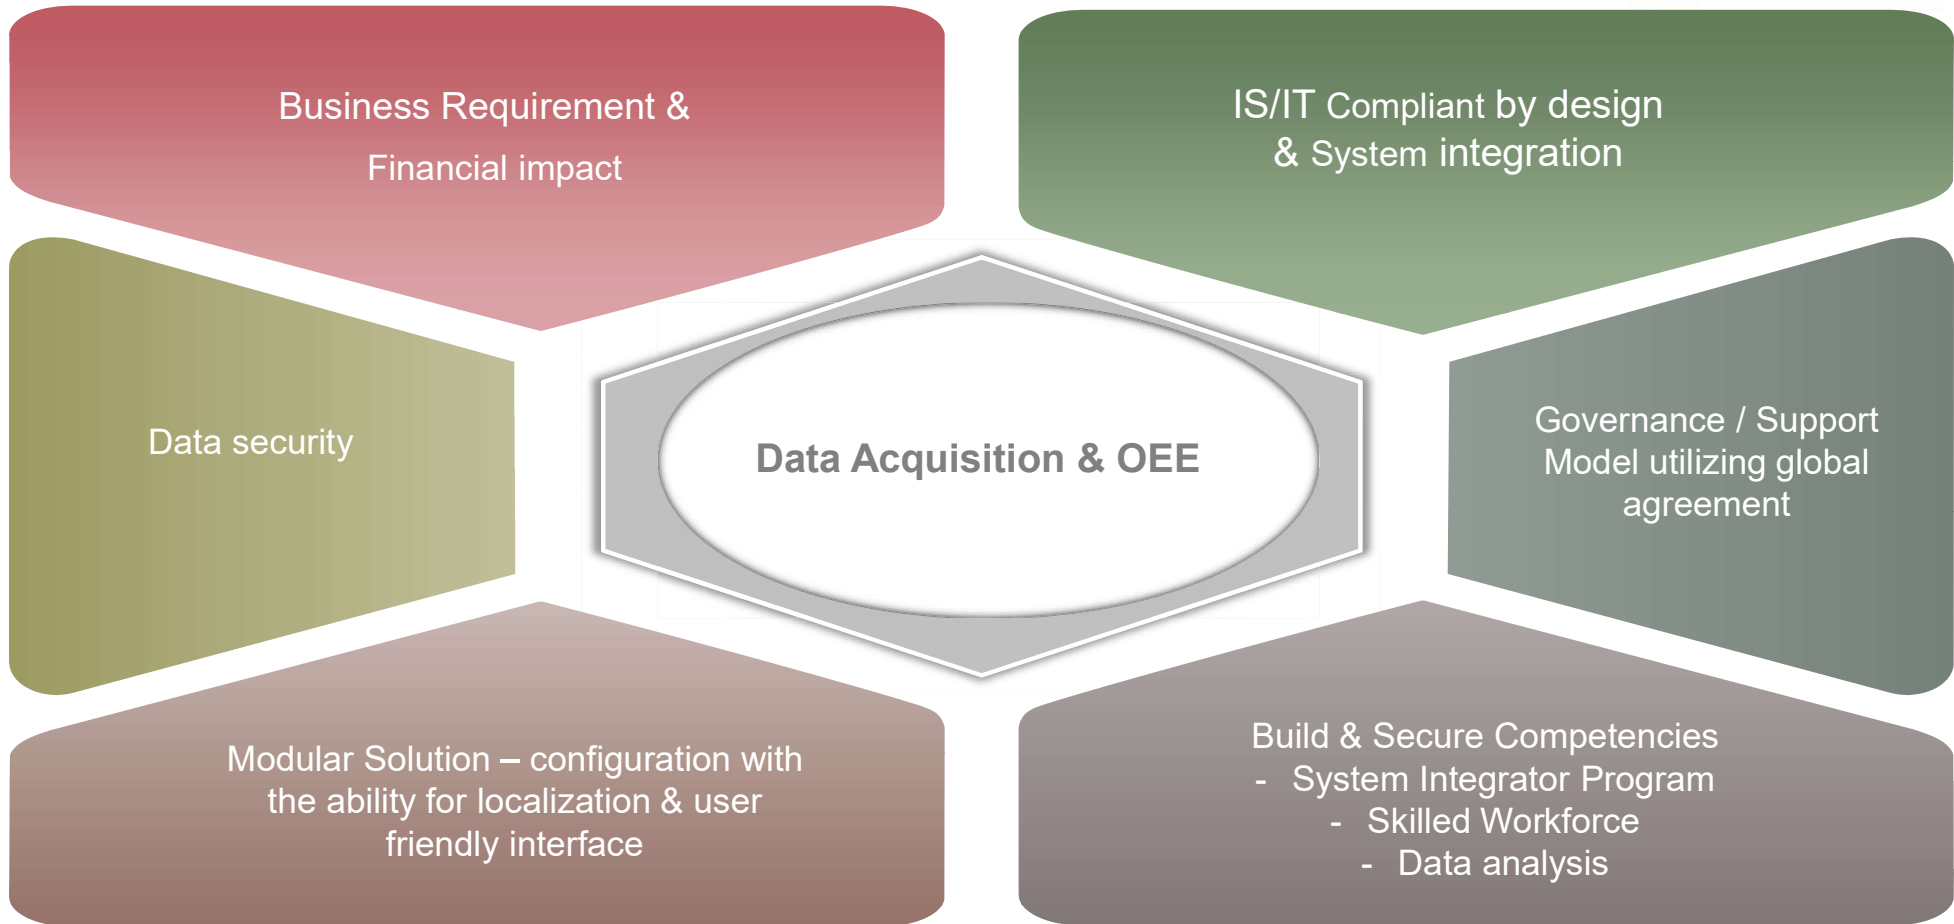 Business Requirement &
Financial impact
IS/IT Compliant by design
& System integration
Data security
Data Acquisition & OEE
Governance / Support
Model utilizing global
agreement
Modular Solution – configuration with
the ability for localization & user
friendly interface
Build & Secure Competencies
- System Integrator Program
- Skilled Workforce
- Data analysis